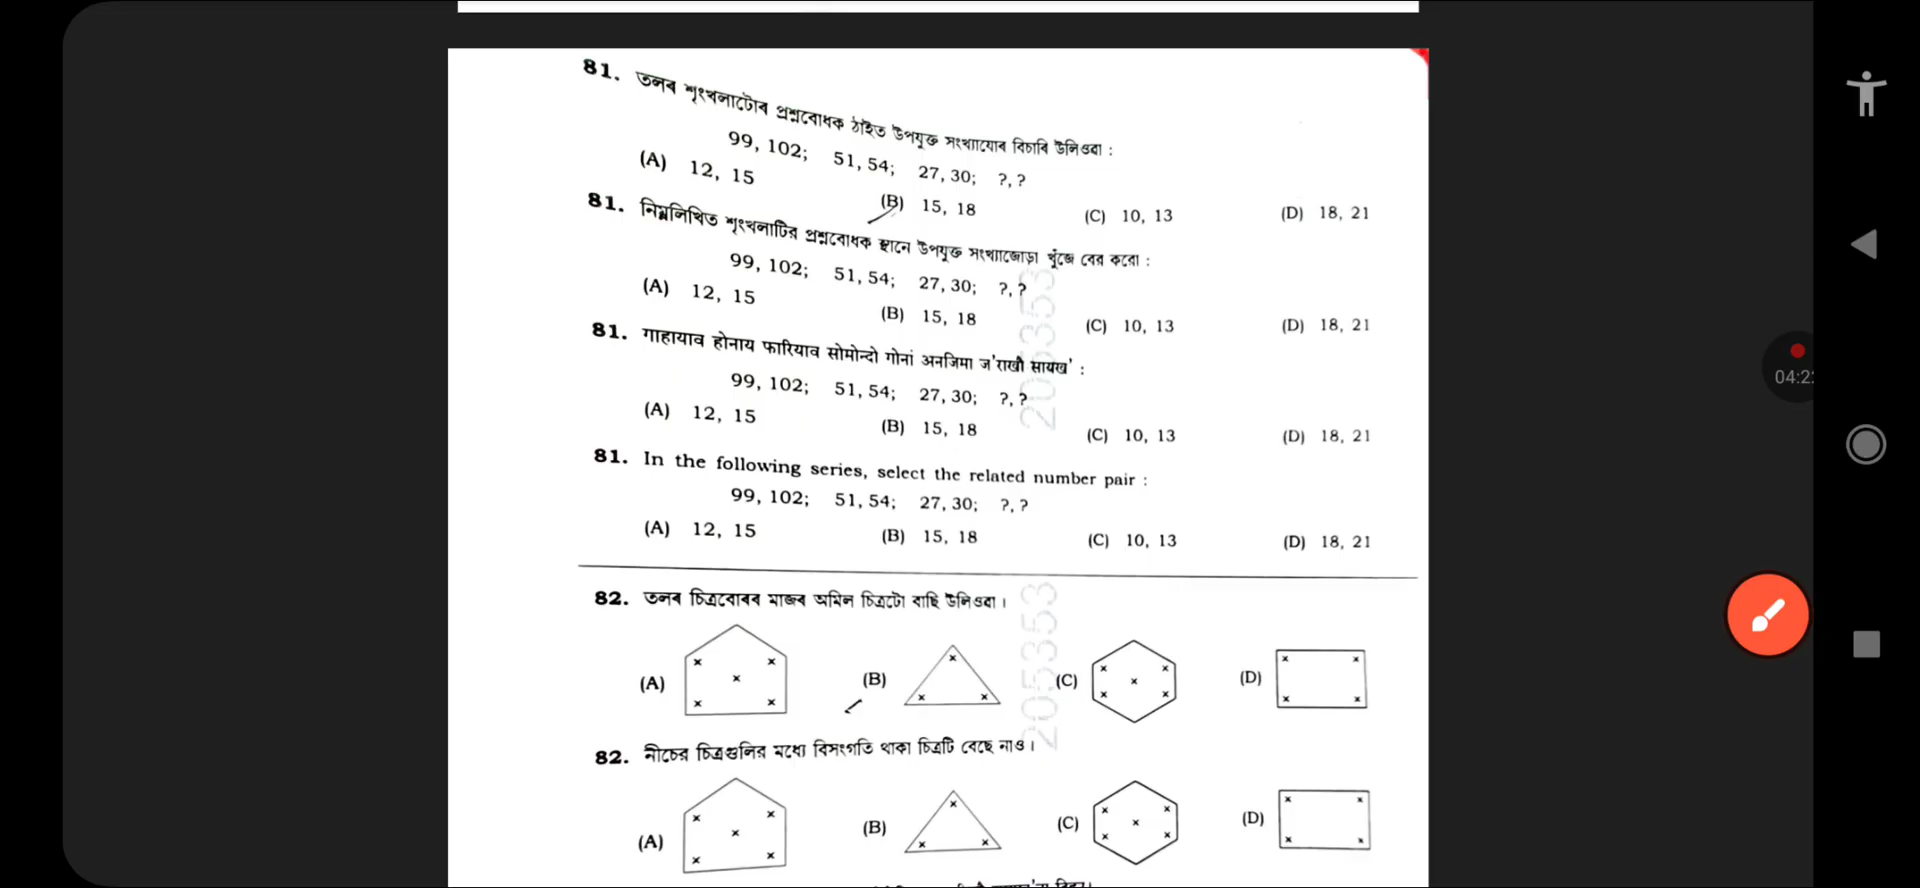 81. তলৰ শৃংখলাটোৰ প্ৰশ্নবোধক ঠাইত উপযুক্ত সংখ্যাযোৰ বিচাৰি উলিওৱা :
99, 102; 51, 54; 27, 30; ?, ?
(A) 12, 15 (B) 15, 18 (C) 10, 13 (D) 18, 21
81. নিম্নলিখিত শৃংখলাটির প্রশ্নবোধক স্থানে উপযুক্ত সংখ্যাজোড়া খুঁজে বের করো :
99, 102; 51, 54; 27, 30; ?, ?
(A) 12, 15 (B) 15, 18 (C) 10, 13 (D) 18, 21
81. गाहायाव होनाय फारियाव सोमोन्दो गोनां अनजिमा ज'राखौ सायख' :
99, 102; 51, 54; 27, 30; ?, ?
(A) 12, 15 (B) 15, 18 (C) 10, 13 (D) 18, 21
81. In the following series, select the related number pair :
99, 102; 51, 54; 27, 30; ?, ?
(A) 12, 15 (B) 15, 18 (C) 10, 13 (D) 18, 21
82. তলৰ চিত্ৰবোৰৰ মাজৰ অমিল চিত্ৰটো বাছি উলিওৱা ।
(A) (B) (C) (D)
82. নীচের চিত্রগুলির মধ্যে বিসংগতি থাকা চিত্রটি বেছে নাও ।
(A) (B) (C) (D)
2053353
2053353
04:2